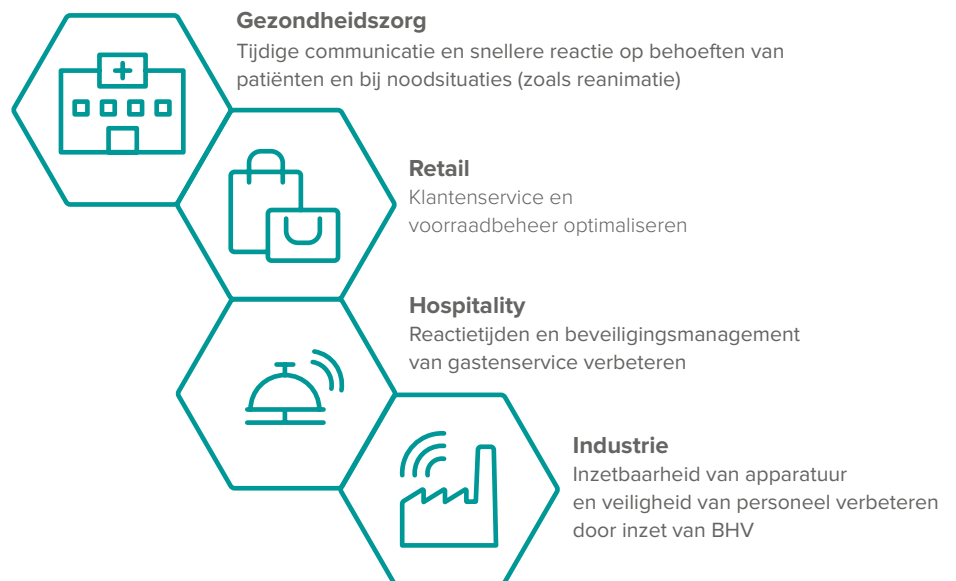 Gezondheidszorg
Tijdige communicatie en snellere reactie op behoeften van
patiënten en bij noodsituaties (zoals reanimatie)
Retail
Klantenservice en
voorraadbeheer optimaliseren
Hospitality
Reactietijden en beveiligingsmanagement
van gastenservice verbeteren
Industrie
Inzetbaarheid van apparatuur
en veiligheid van personeel verbeteren
door inzet van BHV